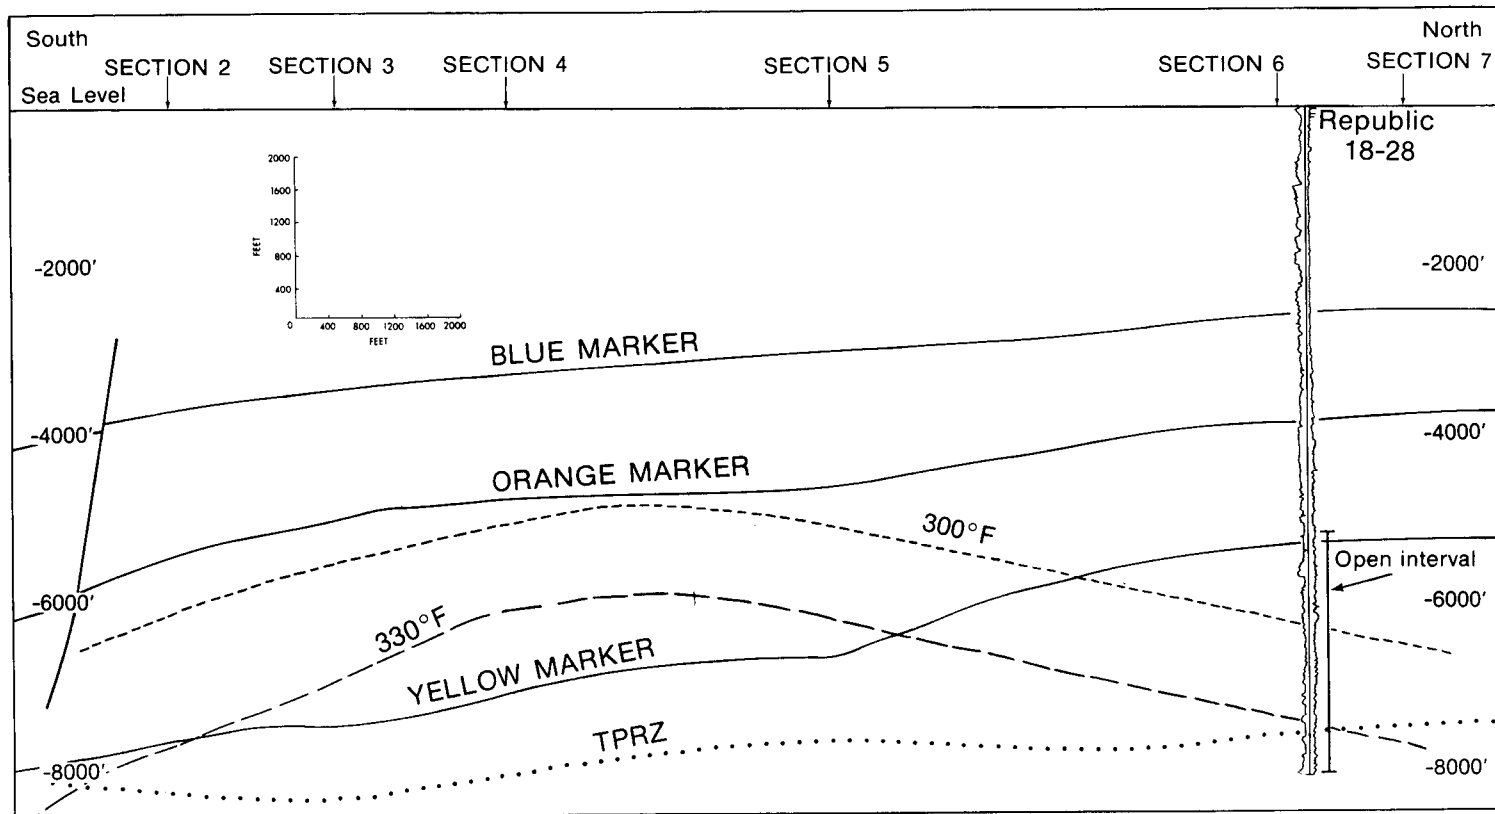 South
North
SECTION 2
SECTION 3
SECTION 4
SECTION 5
SECTION 6
SECTION 7
Sea Level
Republic
18-28
2000
1600
1200
800
400
FEET
0
400
800
1200
1600
2000
FEET
-2000'
-2000'
BLUE MARKER
-4000'
-4000'
ORANGE MARKER
300°F
Open interval
-6000'
-6000'
330°F
YELLOW MARKER
TPRZ
-8000'
-8000'